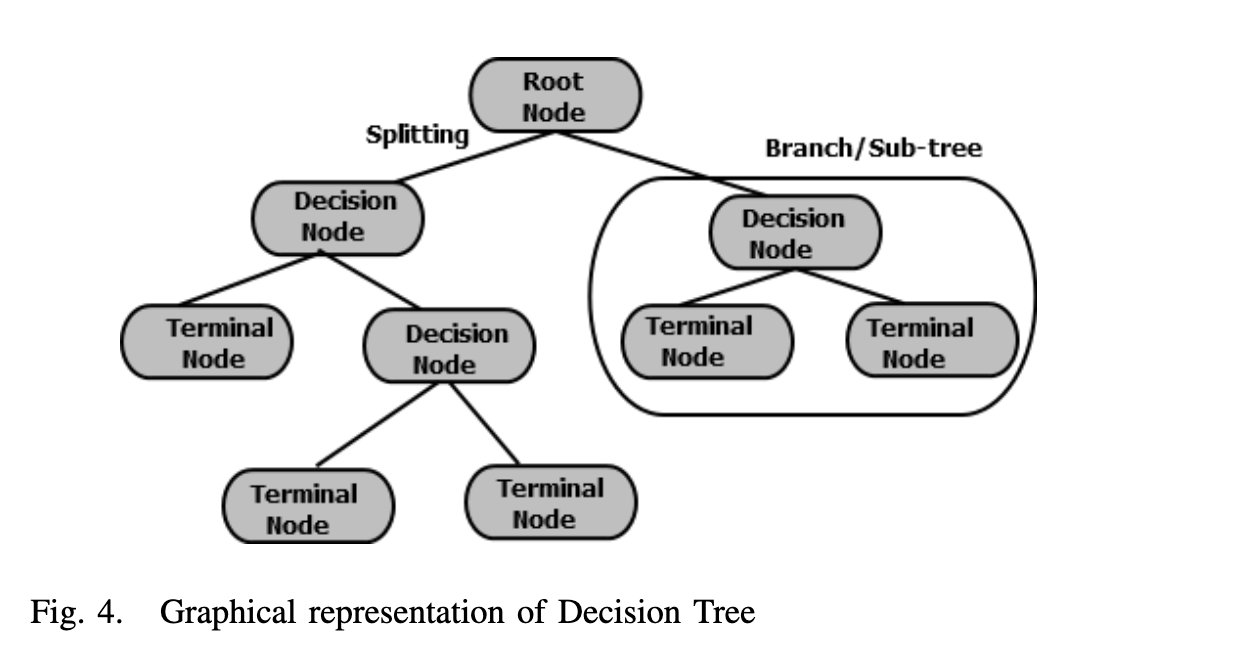 Root
Node
Splitting
Branch/Sub-tree
Decision
Node
Decision
Node
Terminal
Node
Decision
Node
Terminal
Node
Terminal
Node
Terminal
Node
Terminal
Node
Fig. 4. Graphical representation of Decision Tree